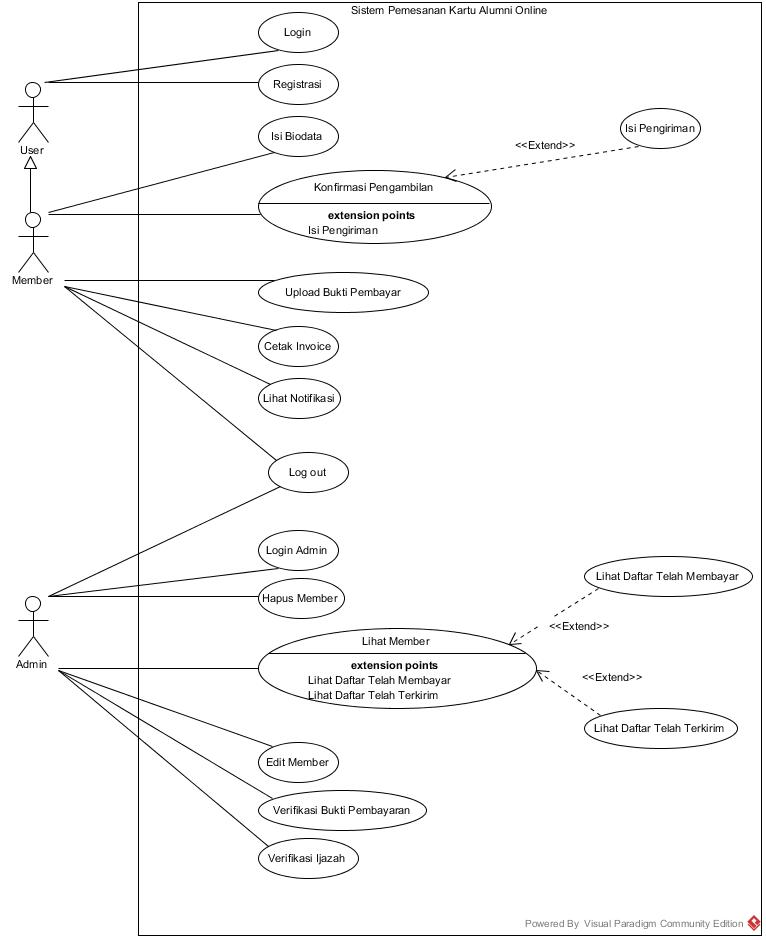 Sistem Pemesanan Kartu Alumni Online
Login
Registrasi
User
Isi Biodata
Isi Pengiriman
<<Extend>>
Konfirmasi Pengambilan
extension points
Isi Pengiriman
Member
Upload Bukti Pembayar
Cetak Invoice
Lihat Notifikasi
Log out
Login Admin
Hapus Member
Lihat Daftar Telah Membayar
<<Extend>>
Admin
Lihat Member
extension points
Lihat Daftar Telah Membayar
Lihat Daftar Telah Terkirim
<<Extend>>
Lihat Daftar Telah Terkirim
Edit Member
Verifikasi Bukti Pembayaran
Verifikasi Ijazah
Powered By Visual Paradigm Community Edition